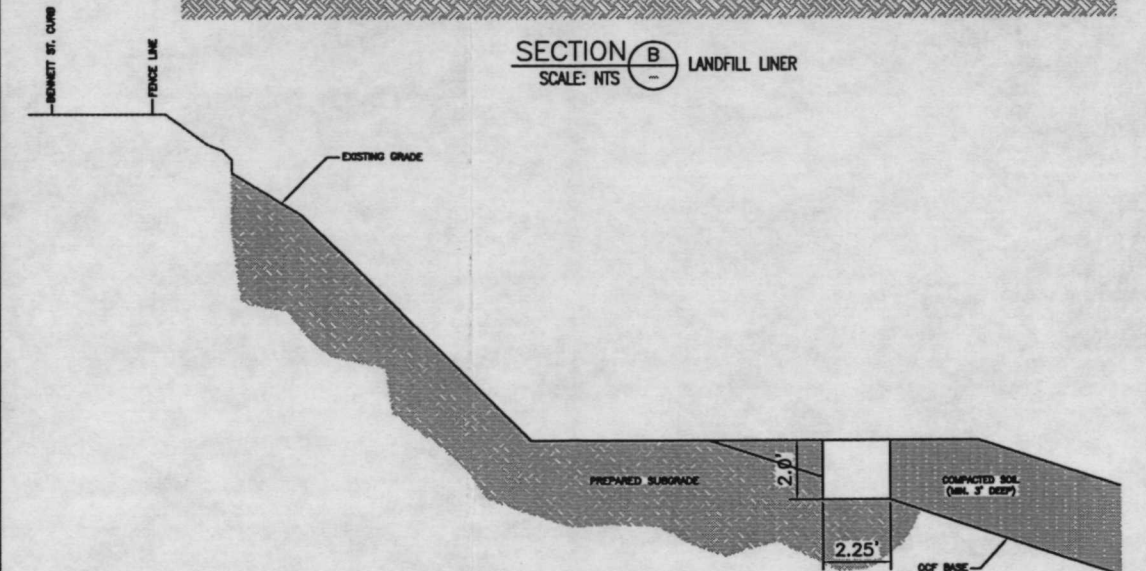 BENNETT ST. CURB
FENCE LINE
SECTION B LANDFILL LINER
SCALE: NTS -
EXISTING GRADE
PREPARED SUBGRADE
2.0'
COMPACTED SOIL
(MIN. 3' DEEP)
2.25'
OCF BASE